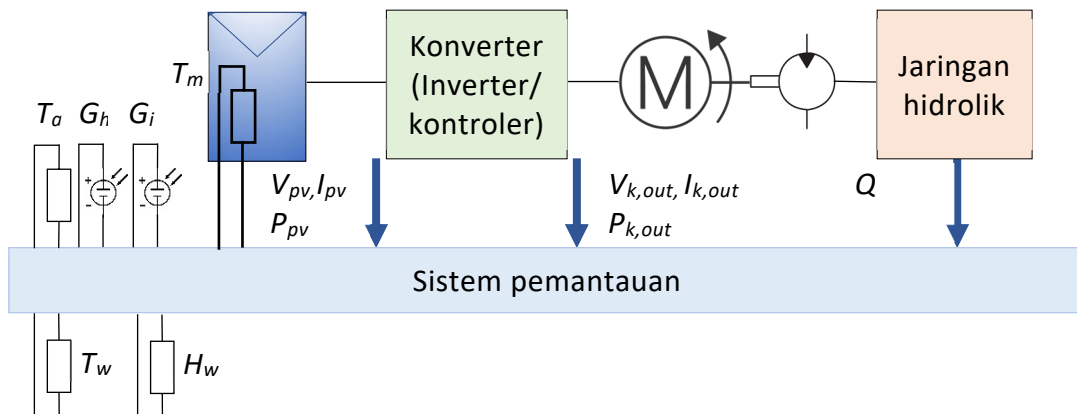 Konverter
(Inverter/
kontroler)
M
Jaringan
hidrolik
Tm
Ta Gh Gi
+
-
+
-
Vpv,Ipv
Ppv
Vk,out, Ik,out
Pk,out
Q
Sistem pemantauan
Tw
Hw